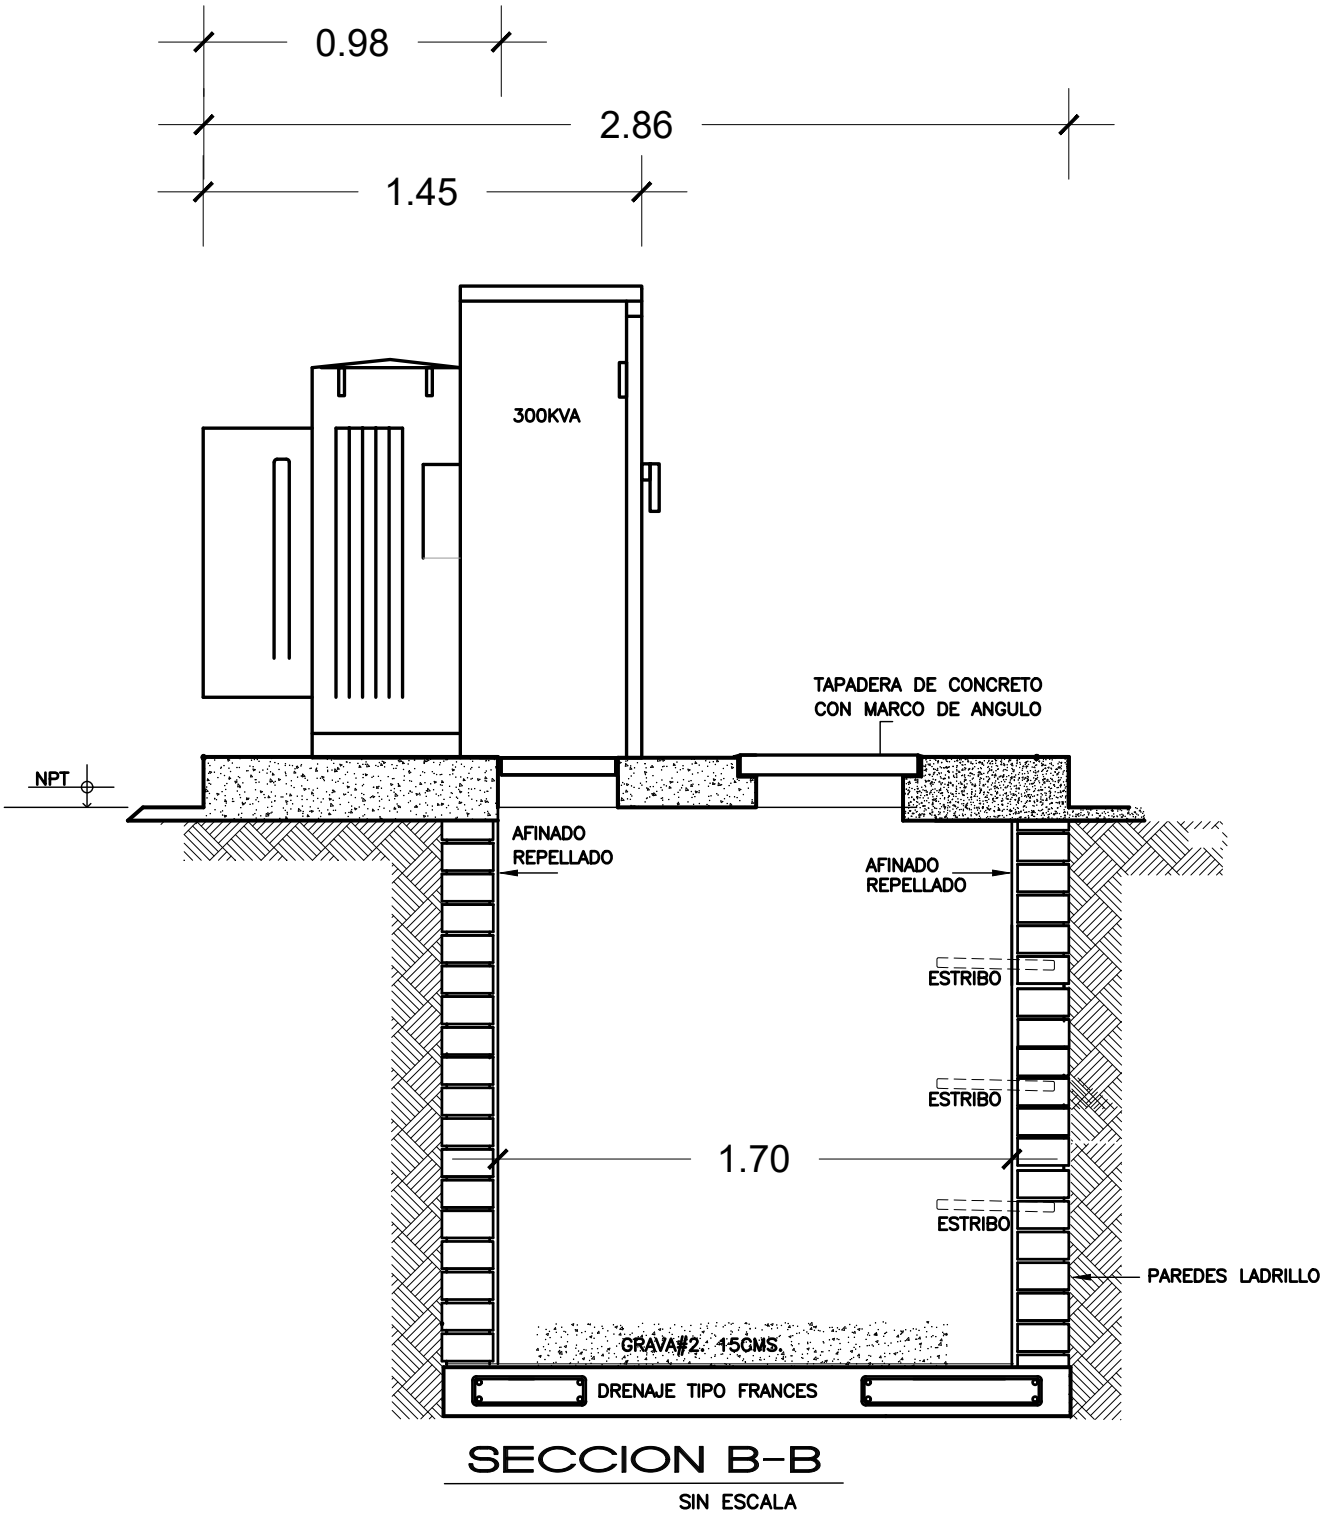 0.98
2.86
1.45
300KVA
TAPADERA DE CONCRETO
CON MARCO DE ANGULO
NPT
AFINADO
REPELLADO
AFINADO
REPELLADO
ESTRIBO
ESTRIBO
1.70
ESTRIBO
PAREDES LADRILLO
GRAVA#2. 15CMS.
DRENAJE TIPO FRANCES
SECCION B-B
SIN ESCALA